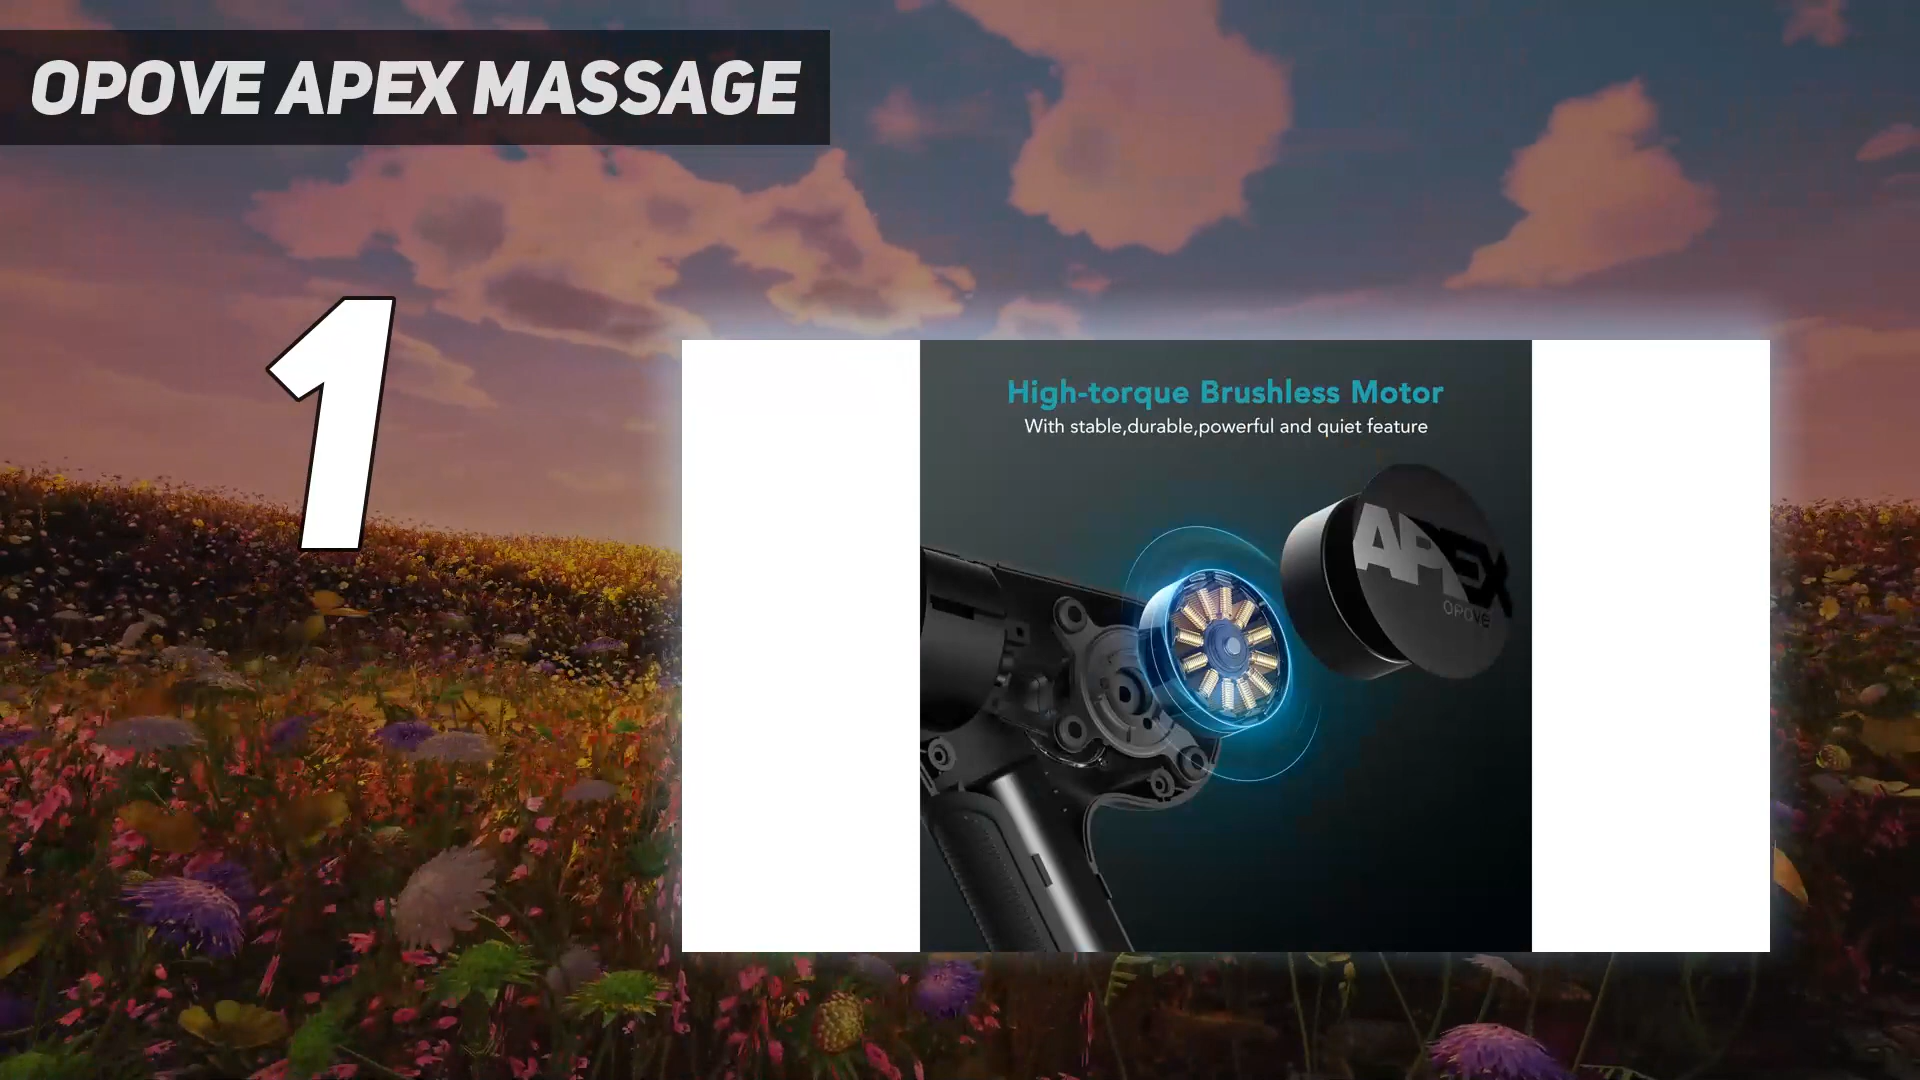 OPOVE APEX MASSAGE
1
High-torque Brushless Motor
With stable,durable,powerful and quiet feature
APEX
OPOVE